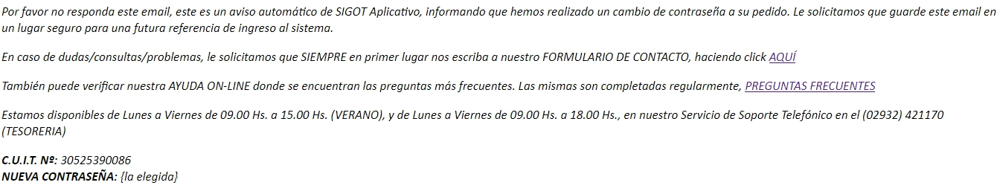 Por favor no responda este email, este es un aviso automático de SIGOT Aplicativo, informando que hemos realizado un cambio de contraseña a su pedido. Le solicitamos que guarde este email en
un lugar seguro para una futura referencia de ingreso al sistema.
En caso de dudas/consultas/problemas, le solicitamos que SIEMPRE en primer lugar nos escriba a nuestro FORMULARIO DE CONTACTO, haciendo click AQUÍ
También puede verificar nuestra AYUDA ON-LINE donde se encuentran las preguntas más frecuentes. Las mismas son completadas regularmente, PREGUNTAS FRECUENTES
Estamos disponibles de Lunes a Viernes de 09.00 Hs. a 15.00 Hs. (VERANO), y de Lunes a Viernes de 09.00 Hs. a 18.00 Hs., en nuestro Servicio de Soporte Telefónico en el (02932) 421170
(TESORERIA)
C.U.I.T. Nº: 30525390086
NUEVA CONTRASEÑA: {la elegida}